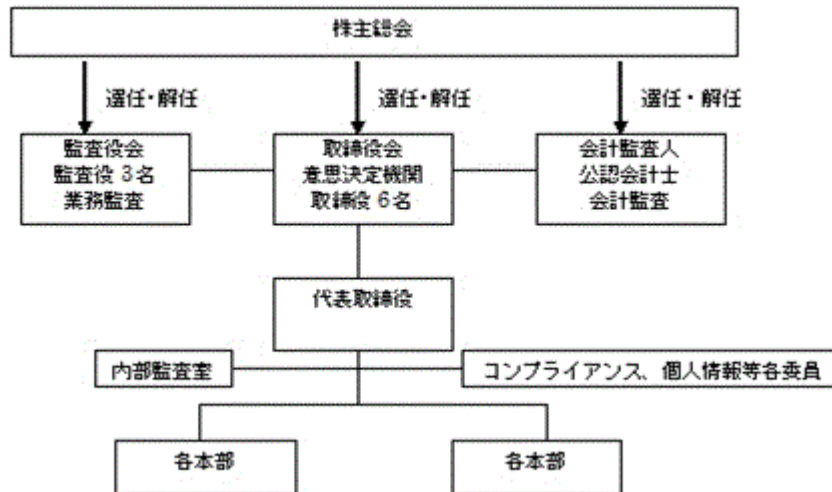 株主総会
選任・解任
選任・解任
選任・解任
監査役会
監査役 3名
業務監査
取締役会
意思決定機関
取締役 6名
会計監査人
公認会計士
会計監査
代表取締役
内部監査室
コンプライアンス、個人情報等各委員
各本部
各本部